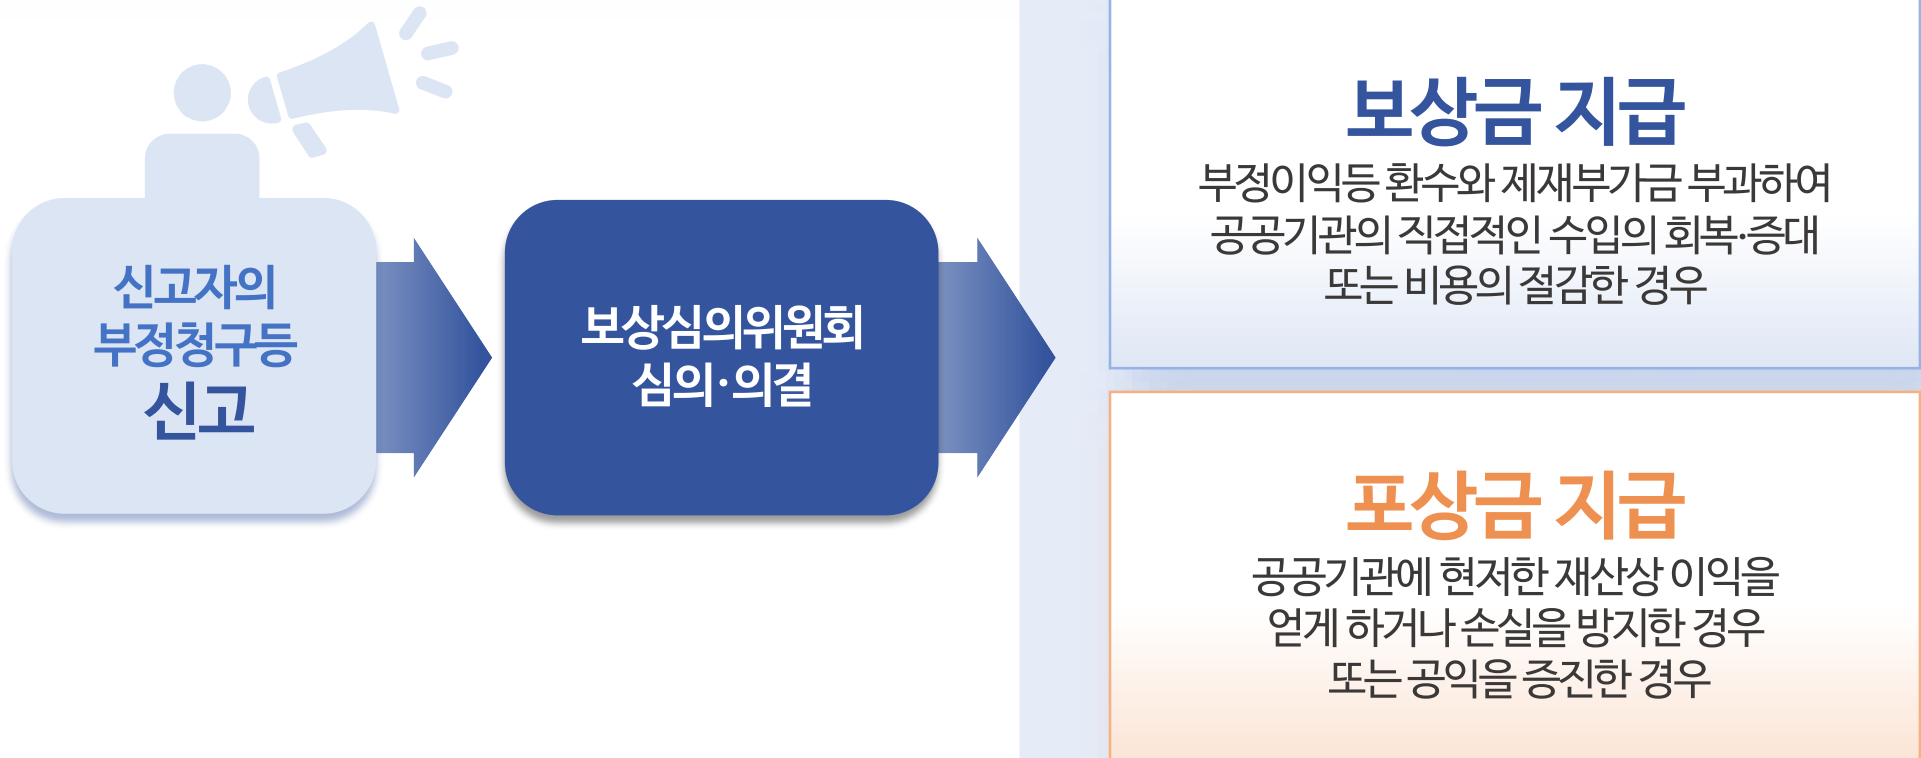 신고자의
부정청구등
신고
보상심의위원회
심의·의결
보상금 지급
부정이익등 환수와 제재부가금 부과하여
공공기관의 직접적인 수입의 회복·증대
또는 비용의 절감한 경우
포상금 지급
공공기관에 현저한 재산상 이익을
얻게 하거나 손실을 방지한 경우
또는 공익을 증진한 경우